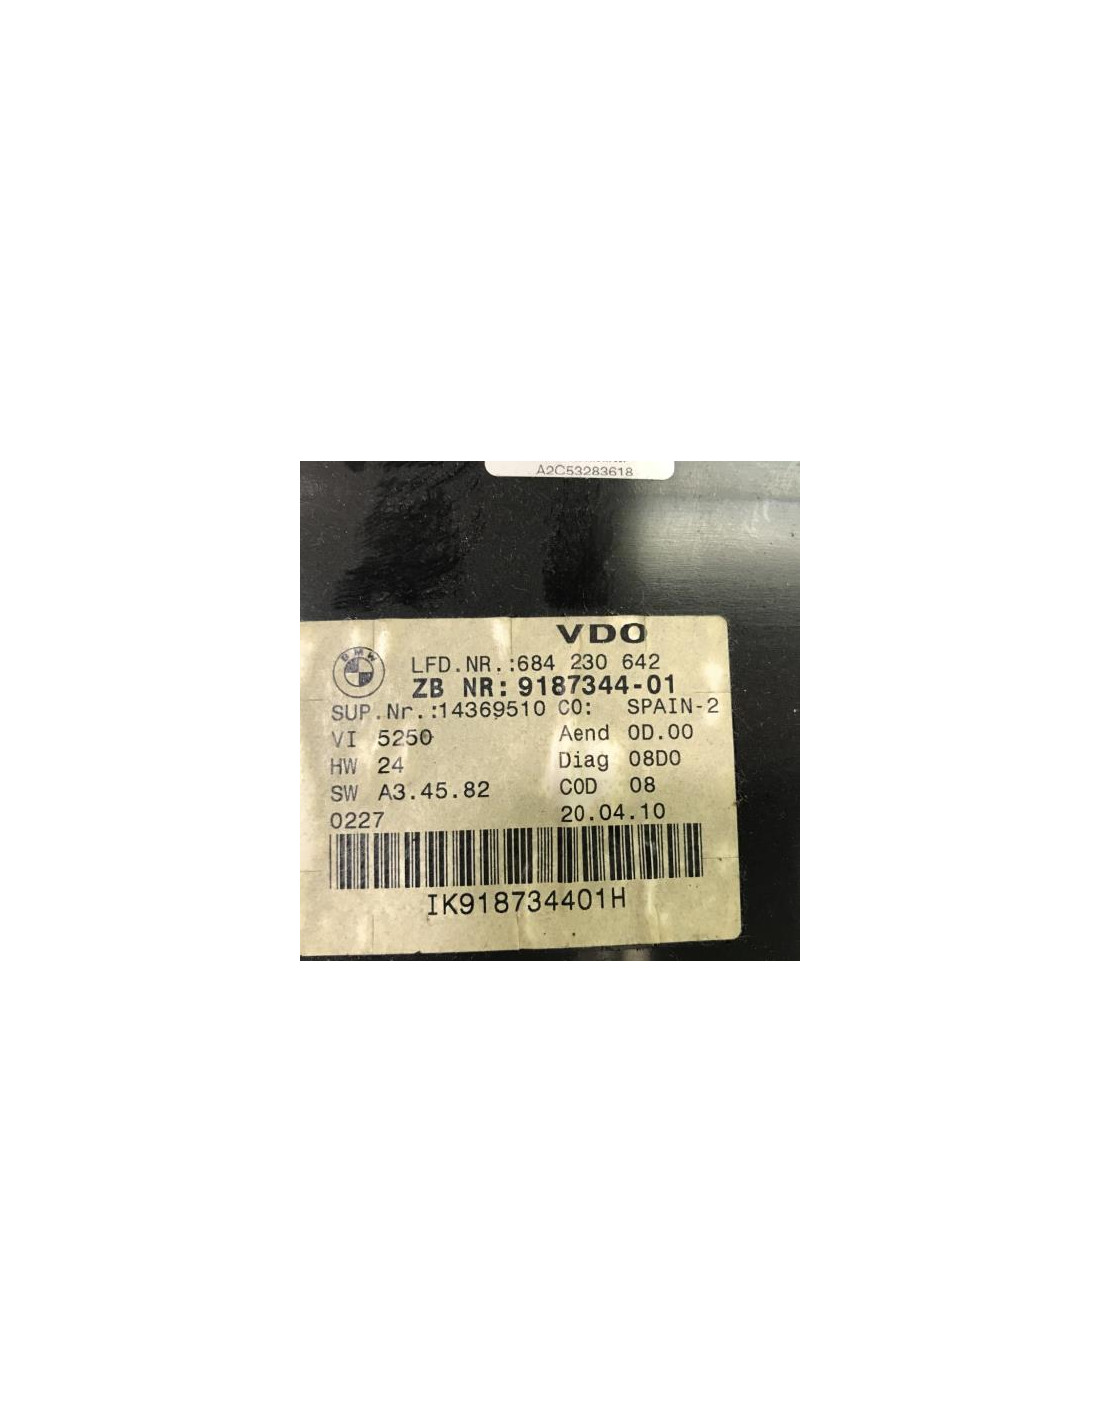 A2C53283618
VDO
BMW
LFD.NR.:684 230 642
ZB NR: 9187344-01
SUP.Nr.:14369510 CO: SPAIN-2
VI 5250 Aend 0D.00
HW 24 Diag 08D0
SW A3.45.82 COD 08
0227 20.04.10
IK918734401H